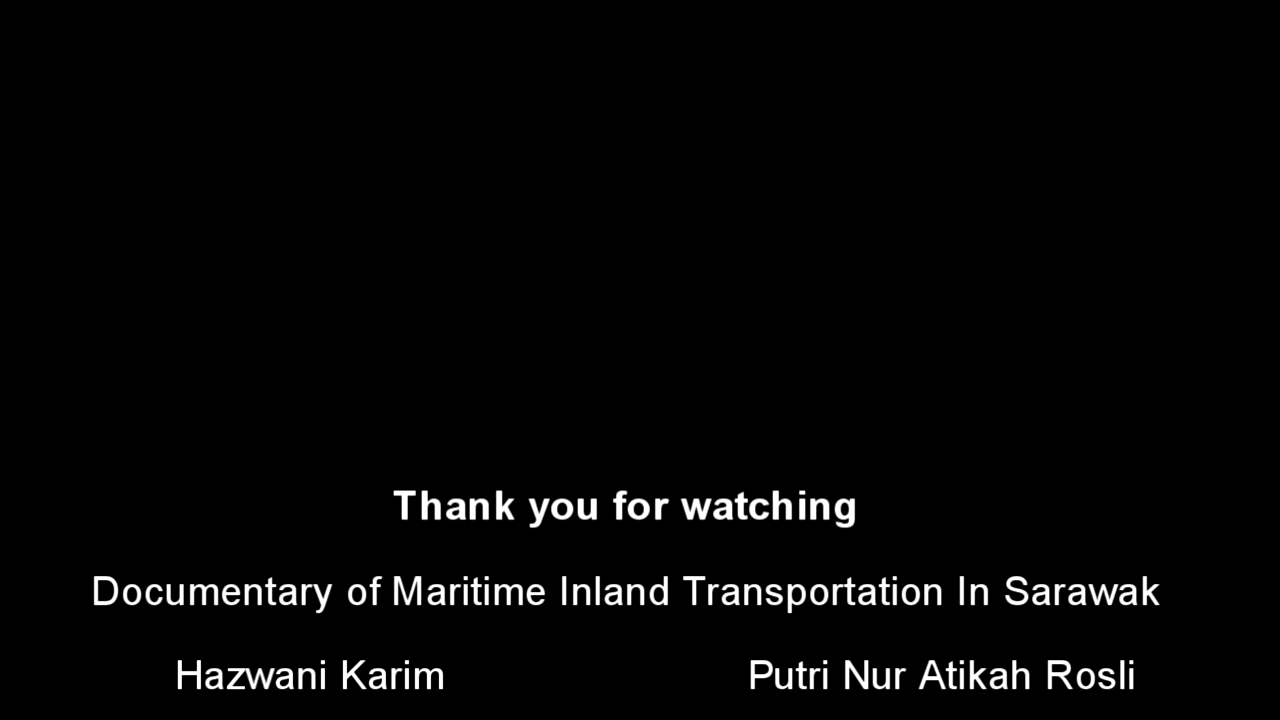 Thank you for watching
Documentary of Maritime Inland Transportation In Sarawak
Hazwani Karim Putri Nur Atikah Rosli